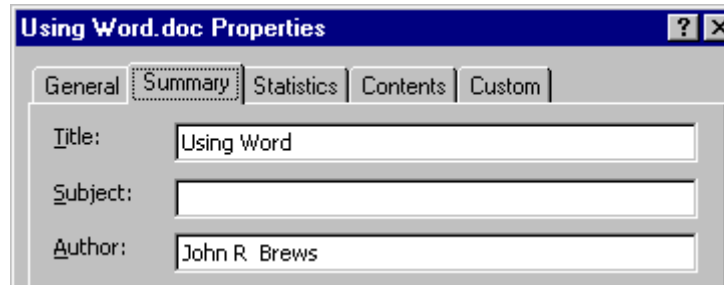 Using Word.doc Properties ? X
General Summary Statistics Contents Custom
Title: Using Word
Subject:
Author: John R  Brews